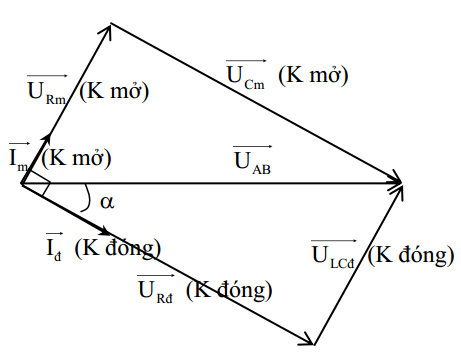 U_Rm (K mở)
U_Cm (K mở)
I_m (K mở)
U_AB
α
I_đ (K đóng)
U_LCđ (K đóng)
U_Rđ (K đóng)